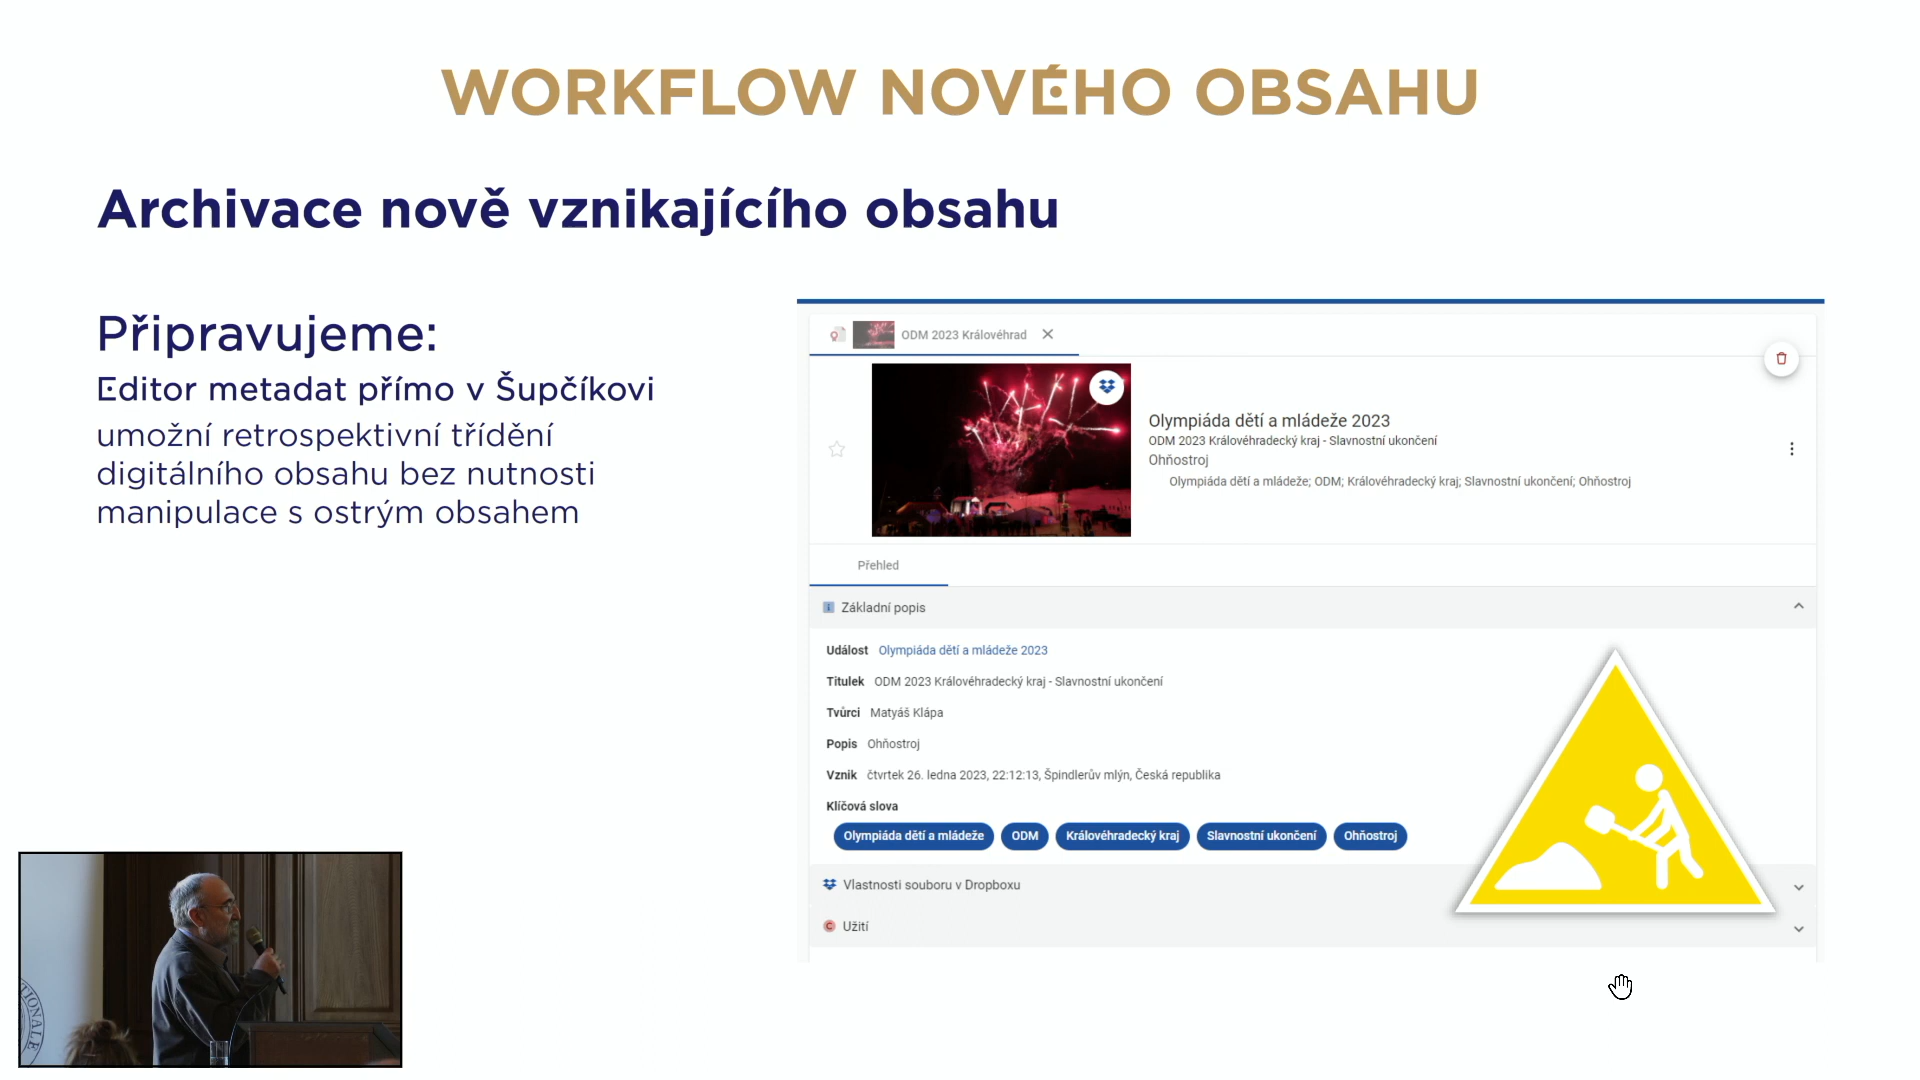 WORKFLOW NOVÉHO OBSAHU
Archivace nově vznikajícího obsahu
Připravujeme:
Editor metadat přímo v Šupčíkovi
umožní retrospektivní třídění
digitálního obsahu bez nutnosti
manipulace s ostrým obsahem
ODM 2023 Královéhrad
Olympiáda dětí a mládeže 2023
ODM 2023 Královéhradecký kraj - Slavnostní ukončení
Ohňostroj
Olympiáda dětí a mládeže; ODM; Královéhradecký kraj; Slavnostní ukončení; Ohňostroj
Přehled
Základní popis
Událost Olympiáda dětí a mládeže 2023
Titulek ODM 2023 Královéhradecký kraj - Slavnostní ukončení
Tvůrci Matyáš Klápa
Popis Ohňostroj
Vznik čtvrtek 26. ledna 2023, 22:12:13, Špindlerův mlýn, Česká republika
Klíčová slova
Olympiáda dětí a mládeže ODM Královéhradecký kraj Slavnostní ukončení Ohňostroj
Vlastnosti souboru v Dropboxu
Užití
TIONALE